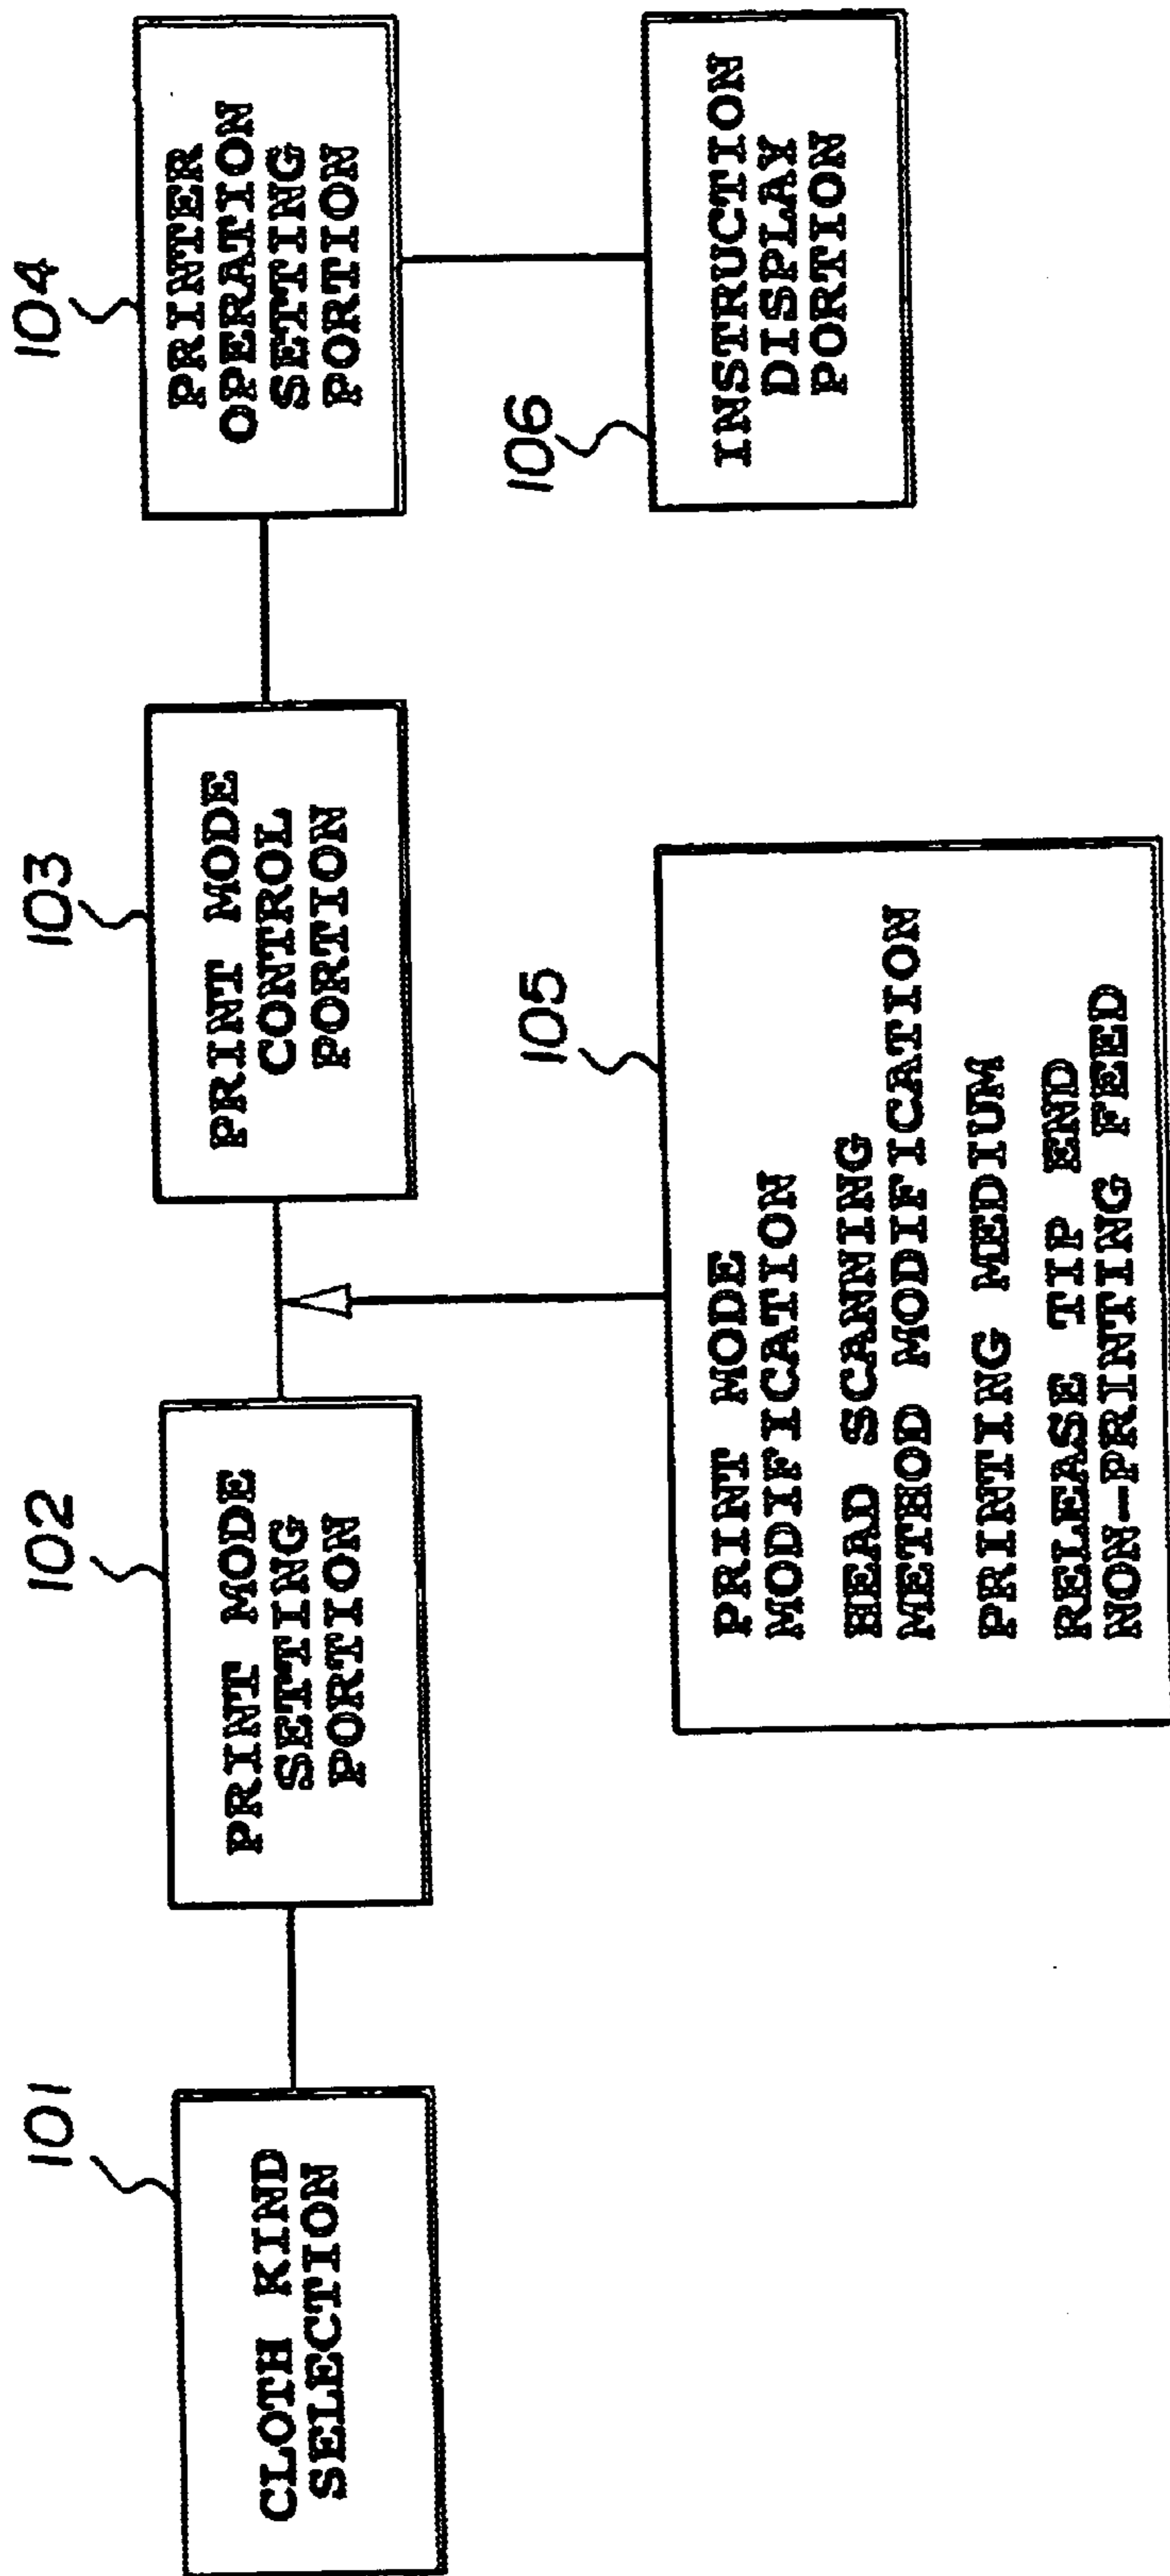 101
CLOTH KIND
SELECTION
102
PRINT MODE
SETTING
PORTION
103
PRINT MODE
CONTROL
PORTION
104
PRINTER
OPERATION
SETTING
PORTION
105
PRINT MODE
MODIFICATION
HEAD SCANNING
METHOD MODIFICATION
PRINTING MEDIUM
RELEASE TIP END
NON-PRINTING FEED
106
INSTRUCTION
DISPLAY
PORTION